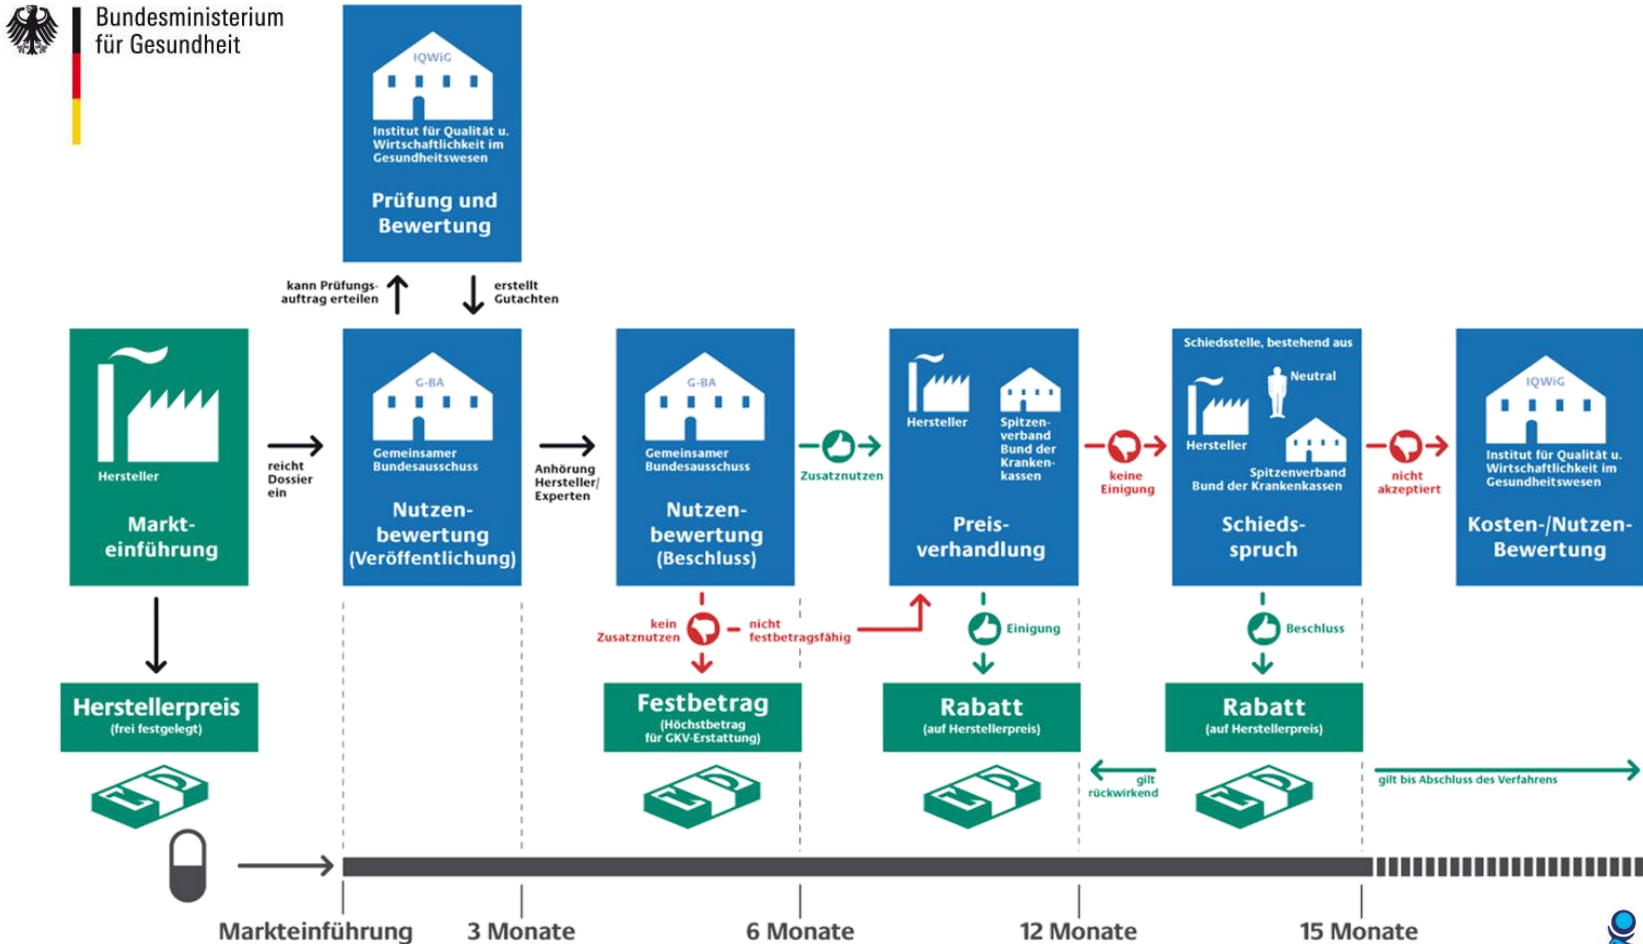 Bundesministerium
für Gesundheit
IQWiG
Institut für Qualität u.
Wirtschaftlichkeit im
Gesundheitswesen
Prüfung und
Bewertung
kann Prüfungs-
auftrag erteilen
erstellt
Gutachten
Hersteller
Markt-
einführung
reicht
Dossier
ein
G-BA
Gemeinsamer
Bundesausschuss
Nutzen-
bewertung
(Veröffentlichung)
Anhörung
Hersteller/
Experten
G-BA
Gemeinsamer
Bundesausschuss
Nutzen-
bewertung
(Beschluss)
Zusatznutzen
Hersteller
Spitzen-
verband
Bund der
Kranken-
kassen
Preis-
verhandlung
keine
Einigung
Schiedsstelle, bestehend aus
Neutral
Hersteller
Spitzenverband
Bund der Krankenkassen
Schieds-
spruch
nicht
akzeptiert
IQWiG
Institut für Qualität u.
Wirtschaftlichkeit im
Gesundheitswesen
Kosten-/Nutzen-
Bewertung
kein
Zusatznutzen
nicht
festbetragsfähig
Einigung
Beschluss
Herstellerpreis
(frei festgelegt)
Festbetrag
(Höchstbetrag
für GKV-Erstattung)
Rabatt
(auf Herstellerpreis)
Rabatt
(auf Herstellerpreis)
gilt
rückwirkend
gilt bis Abschluss des Verfahrens
Markteinführung
3 Monate
6 Monate
12 Monate
15 Monate